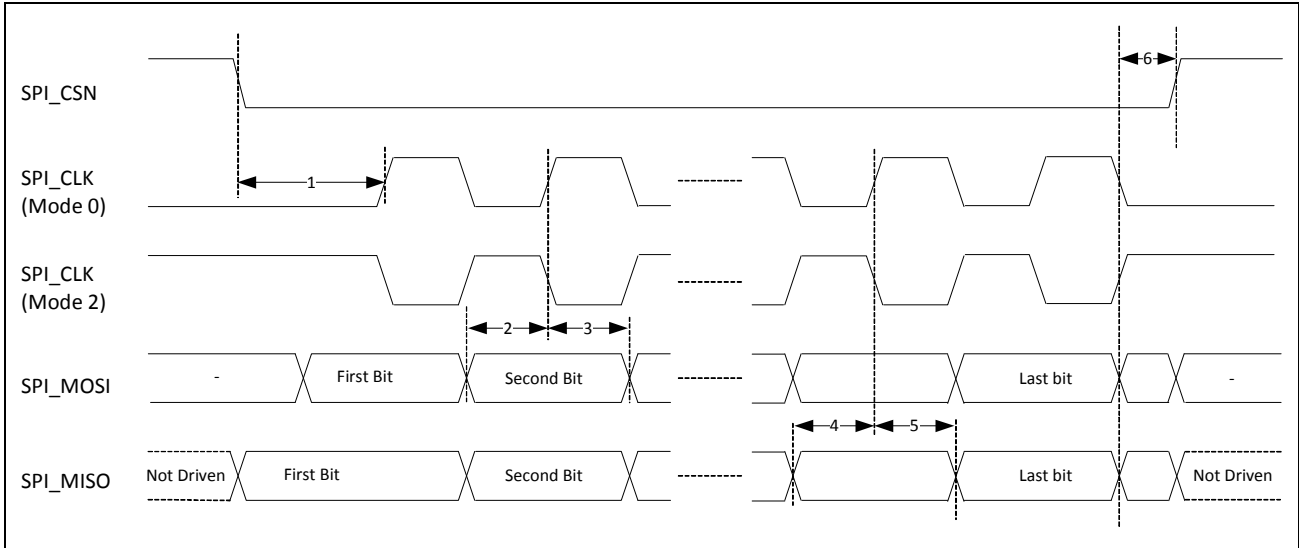 6
SPI_CSN
SPI_CLK
(Mode 0)
1
SPI_CLK
(Mode 2)
2 3
SPI_MOSI - First Bit Second Bit Last bit -
4 5
SPI_MISO Not Driven First Bit Second Bit Last bit Not Driven